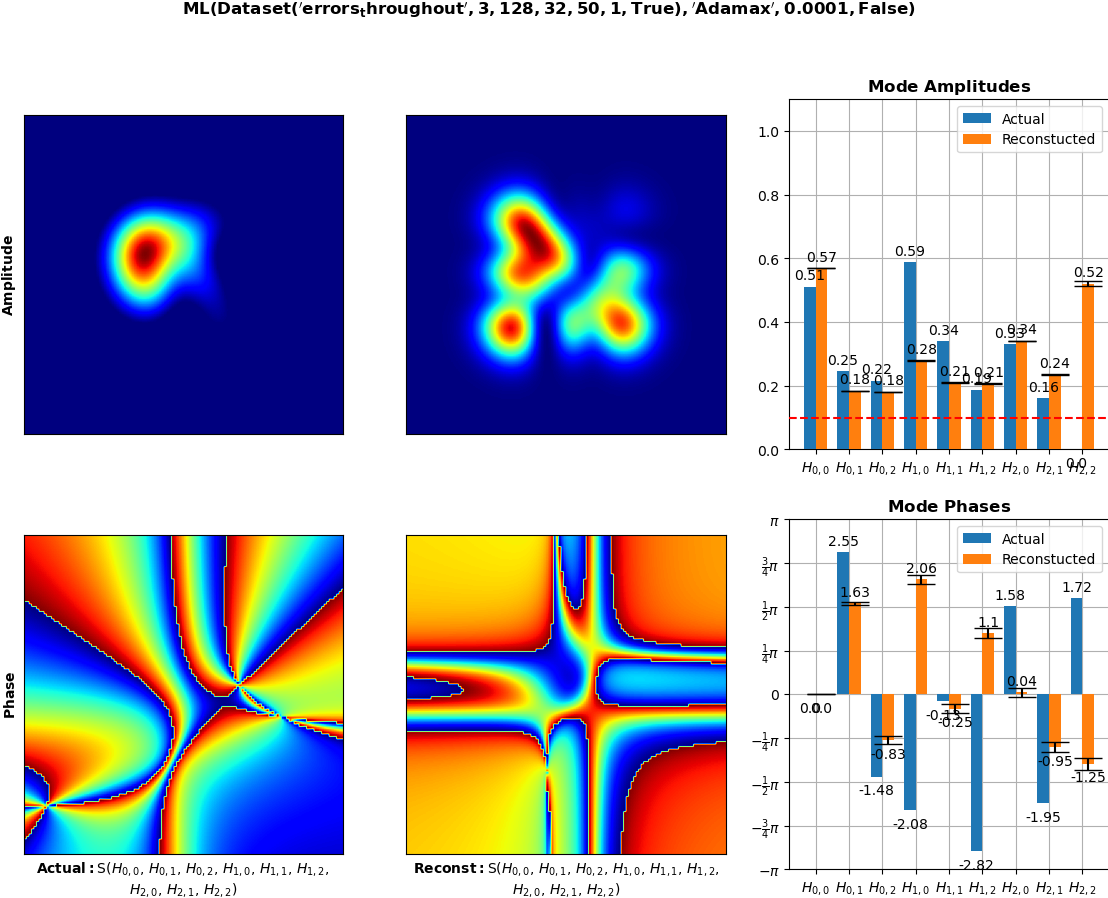 ML(Dataset('errors_throughout', 3, 128, 32, 50, 1, True), 'Adamax', 0.0001, False)
Amplitude
Mode Amplitudes
Actual
Reconstucted
1.0
0.8
0.6
0.4
0.2
0.0
0.51
0.57
0.25
0.18
0.22
0.18
0.59
0.28
0.34
0.21
0.19
0.21
0.33
0.34
0.16
0.24
0.0
0.52
H0,0 H0,1 H0,2 H1,0 H1,1 H1,2 H2,0 H2,1 H2,2
Phase
Mode Phases
Actual
Reconstucted
π
3/4π
1/2π
1/4π
0
−1/4π
−1/2π
−3/4π
−π
0.0
0.0
2.55
1.63
-1.48
-0.83
-2.08
2.06
-0.13
-0.25
-2.82
1.1
1.58
0.04
-1.95
-0.95
1.72
-1.25
H0,0 H0,1 H0,2 H1,0 H1,1 H1,2 H2,0 H2,1 H2,2
Actual: S(H0,0, H0,1, H0,2, H1,0, H1,1, H1,2,
H2,0, H2,1, H2,2)
Reconst: S(H0,0, H0,1, H0,2, H1,0, H1,1, H1,2,
H2,0, H2,1, H2,2)